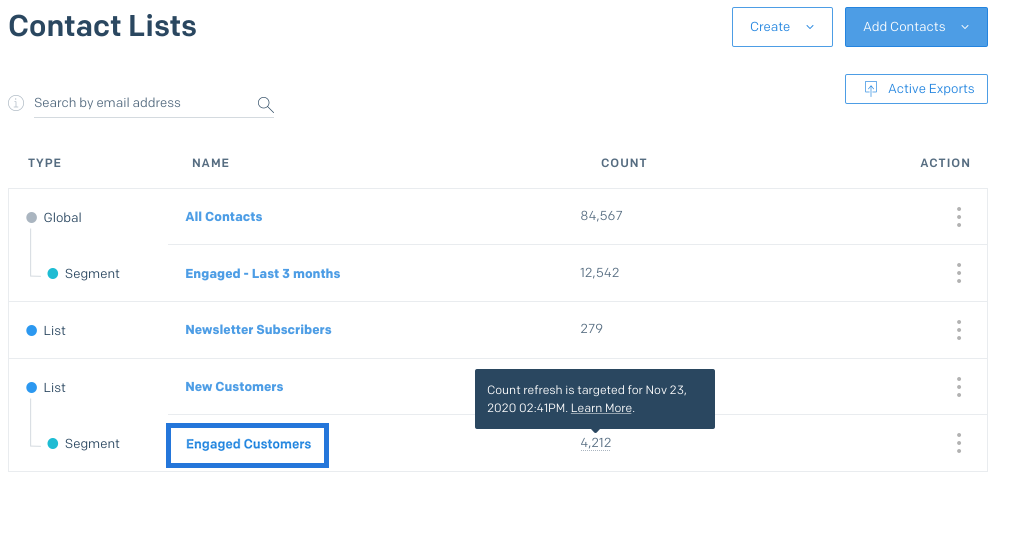 Contact Lists
Create
Add Contacts
Active Exports
Search by email address
TYPE NAME COUNT ACTION
Global All Contacts 84,567
Segment Engaged - Last 3 months 12,542
List Newsletter Subscribers 279
List New Customers
Count refresh is targeted for Nov 23,
2020 02:41PM. Learn More.
Segment Engaged Customers 4,212